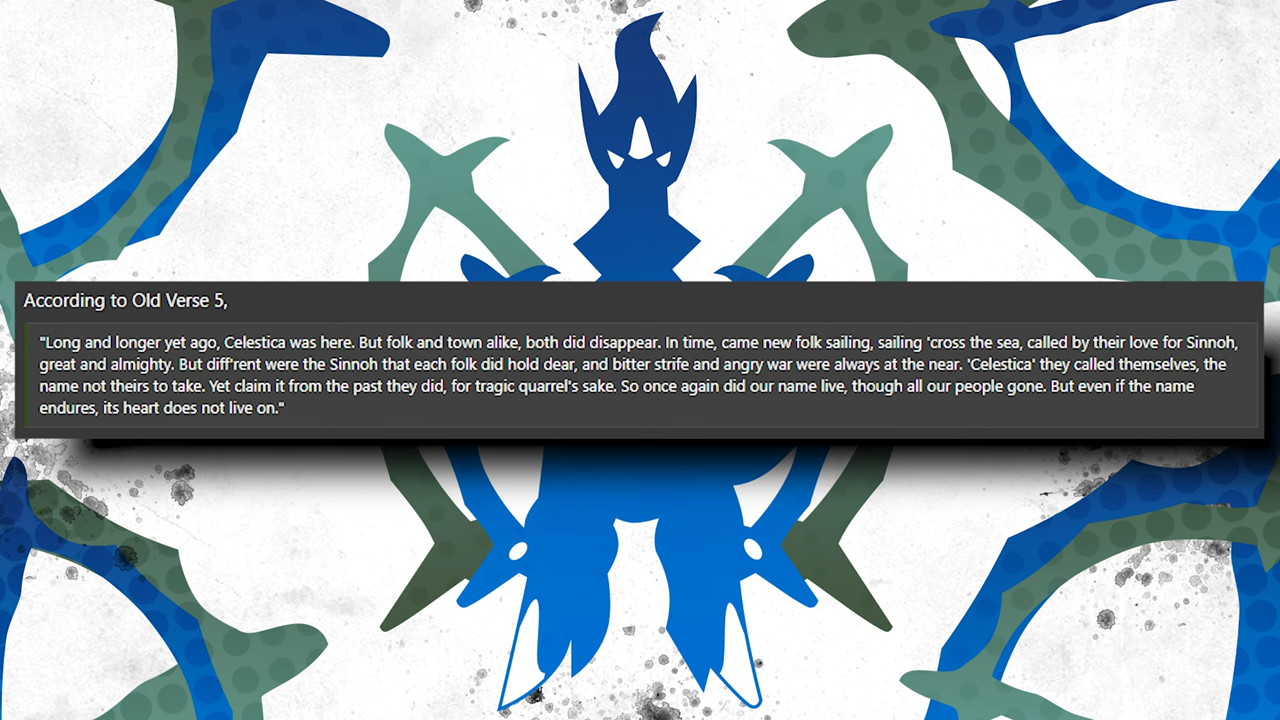 According to Old Verse 5,
"Long and longer yet ago, Celestica was here. But folk and town alike, both did disappear. In time, came new folk sailing, sailing 'cross the sea, called by their love for Sinnoh,
great and almighty. But diff'rent were the Sinnoh that each folk did hold dear, and bitter strife and angry war were always at the near. 'Celestica' they called themselves, the
name not theirs to take. Yet claim it from the past they did, for tragic quarrel's sake. So once again did our name live, though all our people gone. But even if the name
endures, its heart does not live on."